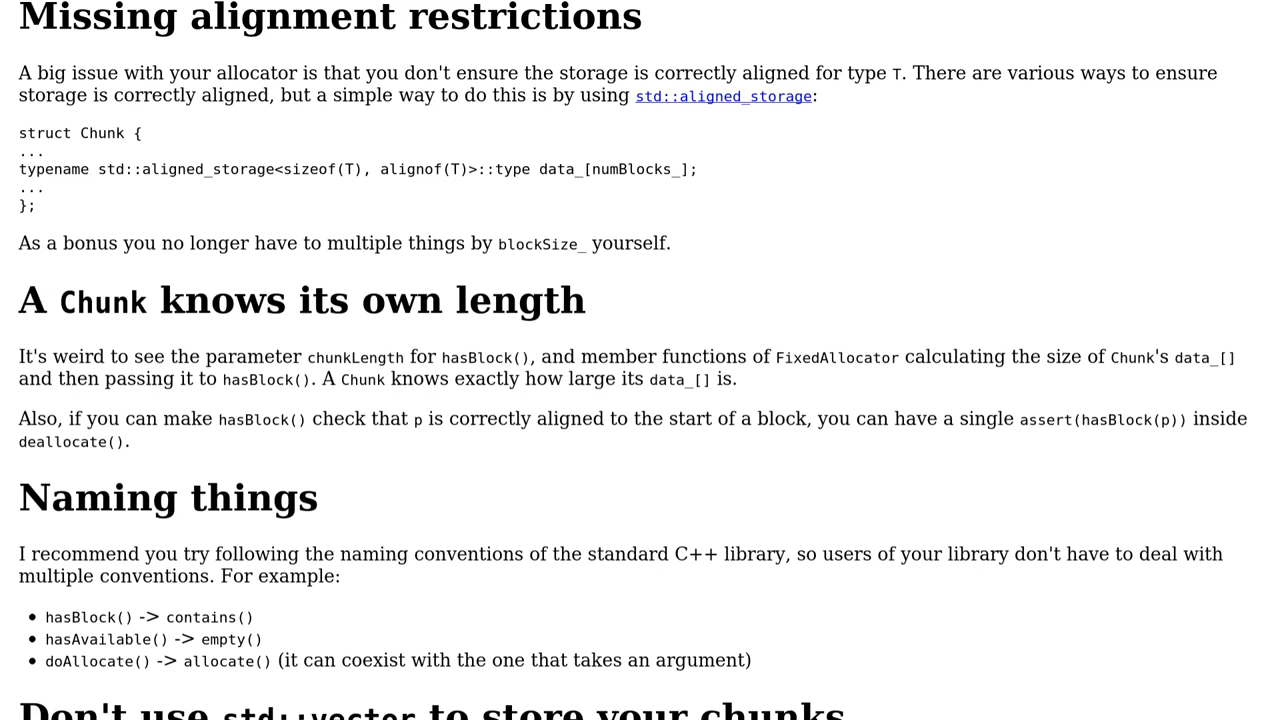 Missing alignment restrictions
A big issue with your allocator is that you don't ensure the storage is correctly aligned for type T. There are various ways to ensure
storage is correctly aligned, but a simple way to do this is by using std::aligned_storage:
struct Chunk {
...
typename std::aligned_storage<sizeof(T), alignof(T)>::type data_[numBlocks_];
...
};
As a bonus you no longer have to multiple things by blockSize_ yourself.
A Chunk knows its own length
It's weird to see the parameter chunkLength for hasBlock(), and member functions of FixedAllocator calculating the size of Chunk's data_[]
and then passing it to hasBlock(). A Chunk knows exactly how large its data_[] is.
Also, if you can make hasBlock() check that p is correctly aligned to the start of a block, you can have a single assert(hasBlock(p)) inside
deallocate().
Naming things
I recommend you try following the naming conventions of the standard C++ library, so users of your library don't have to deal with
multiple conventions. For example:
• hasBlock() -> contains()
• hasAvailable() -> empty()
• doAllocate() -> allocate() (it can coexist with the one that takes an argument)
Don't use std::vector to store your chunks